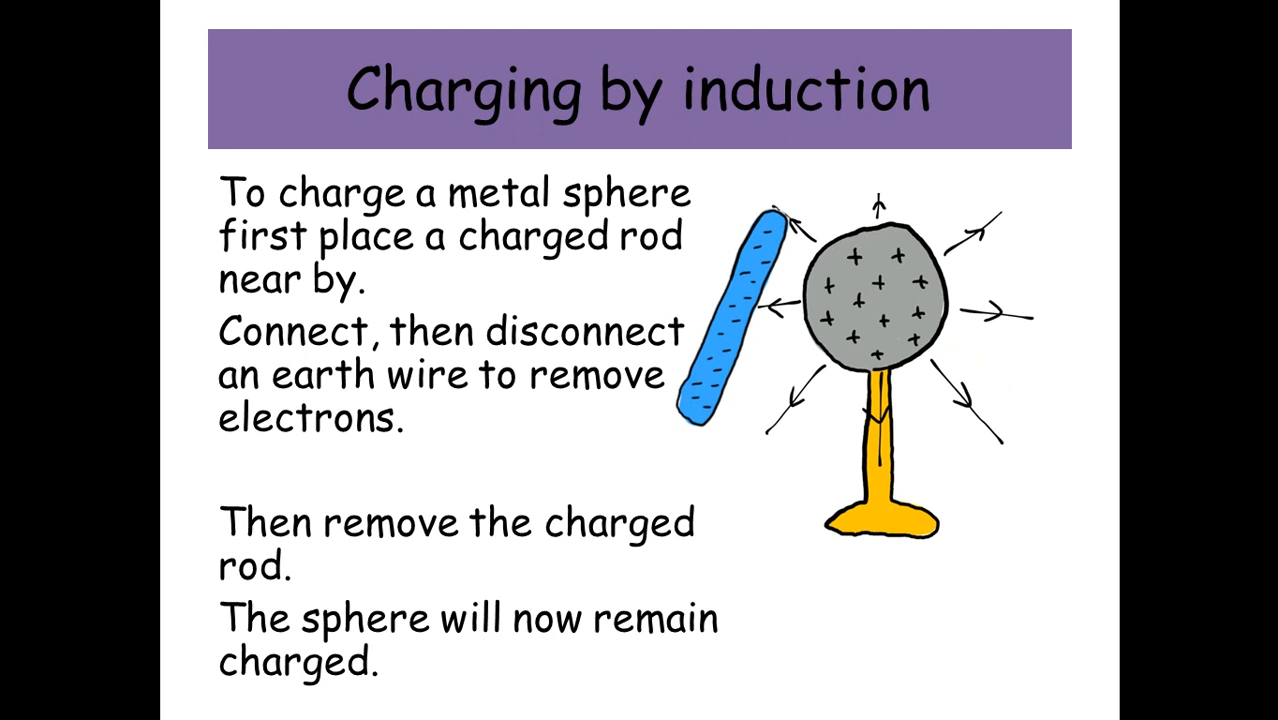 Charging by induction
To charge a metal sphere
first place a charged rod
near by.
Connect, then disconnect
an earth wire to remove
electrons.
Then remove the charged
rod.
The sphere will now remain
charged.